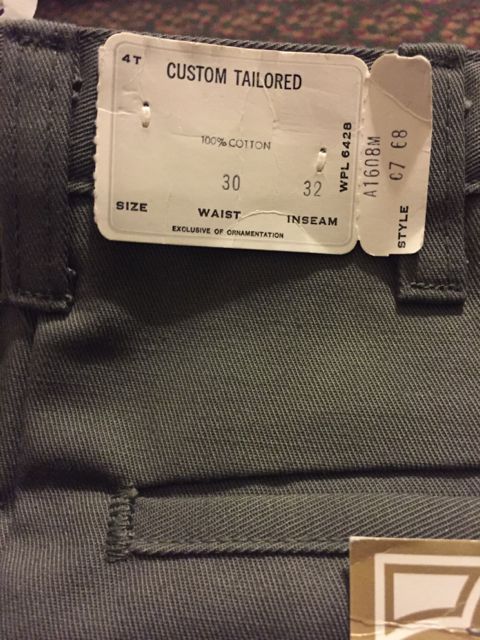 4T
CUSTOM TAILORED
100% COTTON
30 32
SIZE WAIST INSEAM
EXCLUSIVE OF ORNAMENTATION
WPL 6428
A1608M
C7 €8
STYLE